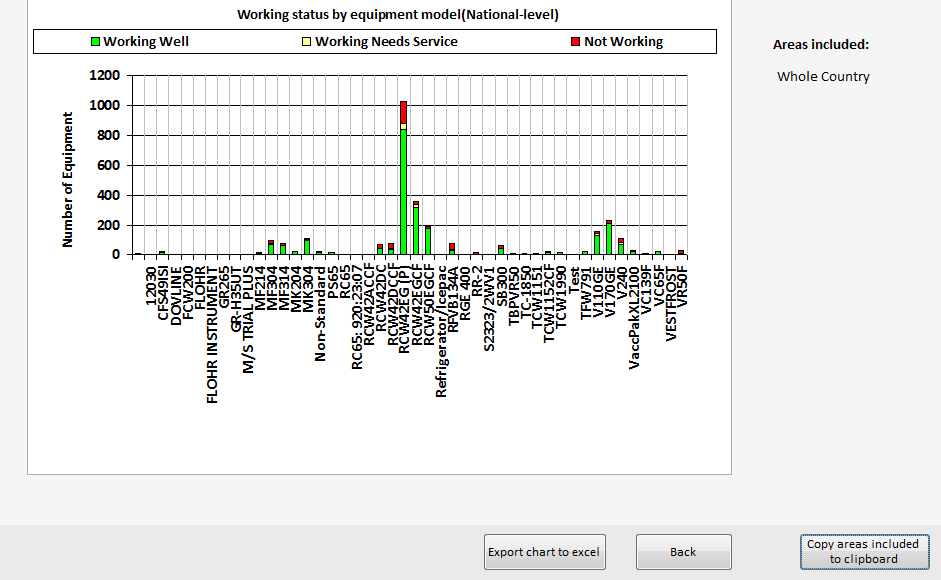 Working status by equipment model(National-level)
Working Well
Working Needs Service
Not Working
Areas included:
Whole Country
Number of Equipment
1200
1000
800
600
400
200
0
12030
CFS49ISI
DOVLINE
FCW200
FLOHR
FLOHR INSTRUMENT
GR265
GR-H35UT
M/S TRIAL PLUS
MF214
MF304
MF314
MK204
MK304
Non-Standard
PS65
RC65
RC65: 920:23:07
RCW42ACCF
RCW42DC
RCW42DCCF
RCW42EG (P)
RCW42EGCF
RCW50EGCF
Refrigerator/Icepac
RFVB134A
RGE 400
RR-2
S2323/2WV1
SB300
TBPVR50
TC-1850
TCW1151
TCW1152CF
TCW1990
Test
TFW791
V110GE
V170GE
V240
VaccPakXL2100
VC139F
VC65F
VESTFROST
VR50F
Export chart to excel
Back
Copy areas included
to clipboard